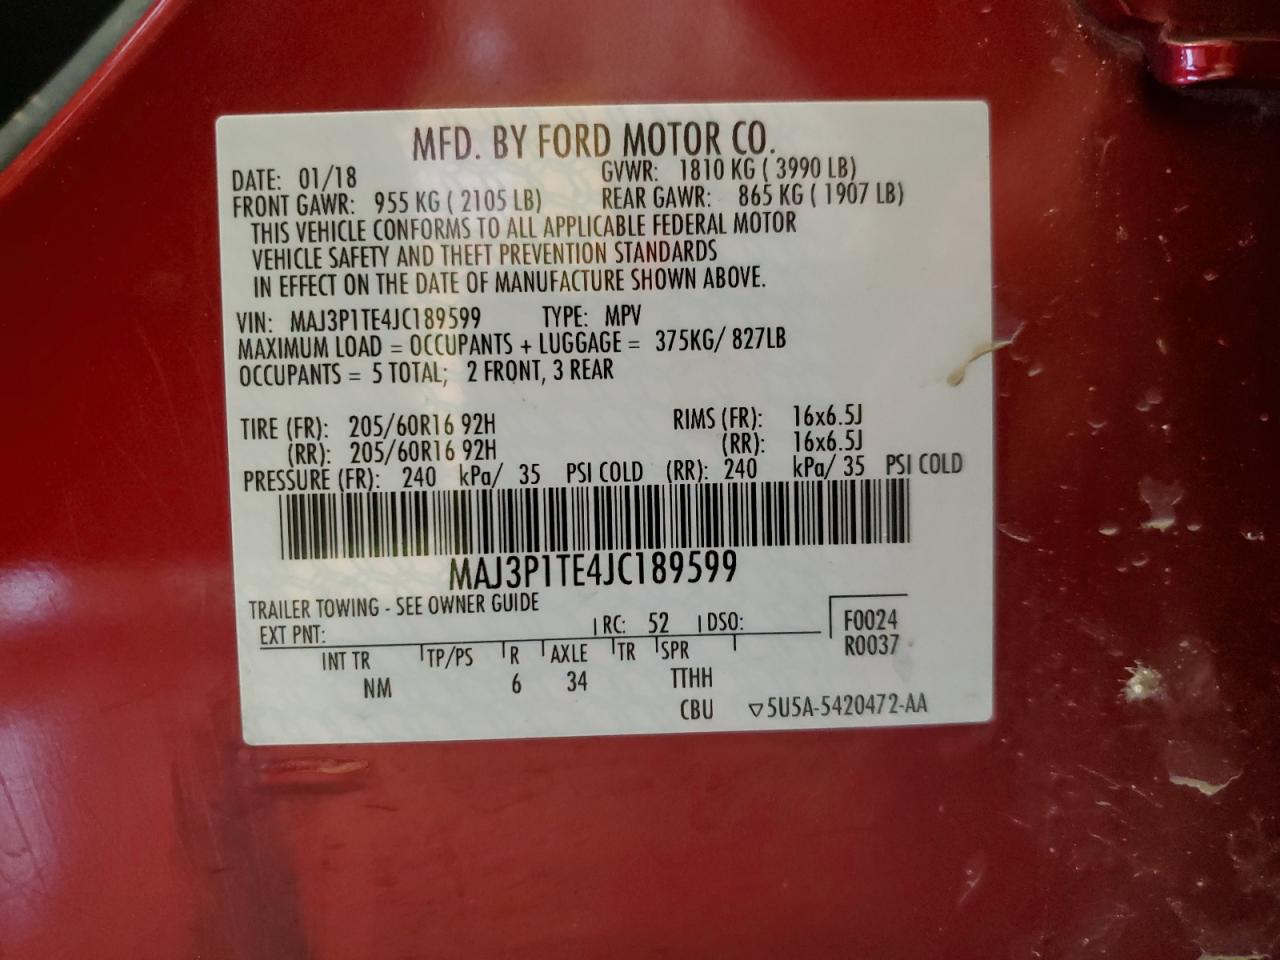 MFD. BY FORD MOTOR CO.
DATE: 01/18 GVWR: 1810 KG ( 3990 LB)
FRONT GAWR: 955 KG ( 2105 LB) REAR GAWR: 865 KG ( 1907 LB)
THIS VEHICLE CONFORMS TO ALL APPLICABLE FEDERAL MOTOR
VEHICLE SAFETY AND THEFT PREVENTION STANDARDS
IN EFFECT ON THE DATE OF MANUFACTURE SHOWN ABOVE.
VIN: MAJ3P1TE4JC189599 TYPE: MPV
MAXIMUM LOAD = OCCUPANTS + LUGGAGE = 375KG/ 827LB
OCCUPANTS = 5 TOTAL; 2 FRONT, 3 REAR
TIRE (FR): 205/60R16 92H RIMS (FR): 16x6.5J
(RR): 205/60R16 92H (RR): 16x6.5J
PRESSURE (FR): 240 kPa/ 35 PSI COLD (RR): 240 kPa/ 35 PSI COLD
MAJ3P1TE4JC189599
TRAILER TOWING - SEE OWNER GUIDE
EXT PNT: RC: 52 DSO: F0024
R0037
INT TR TP/PS R AXLE TR SPR
NM 6 34 TTHH
CBU ▽5U5A-5420472-AA